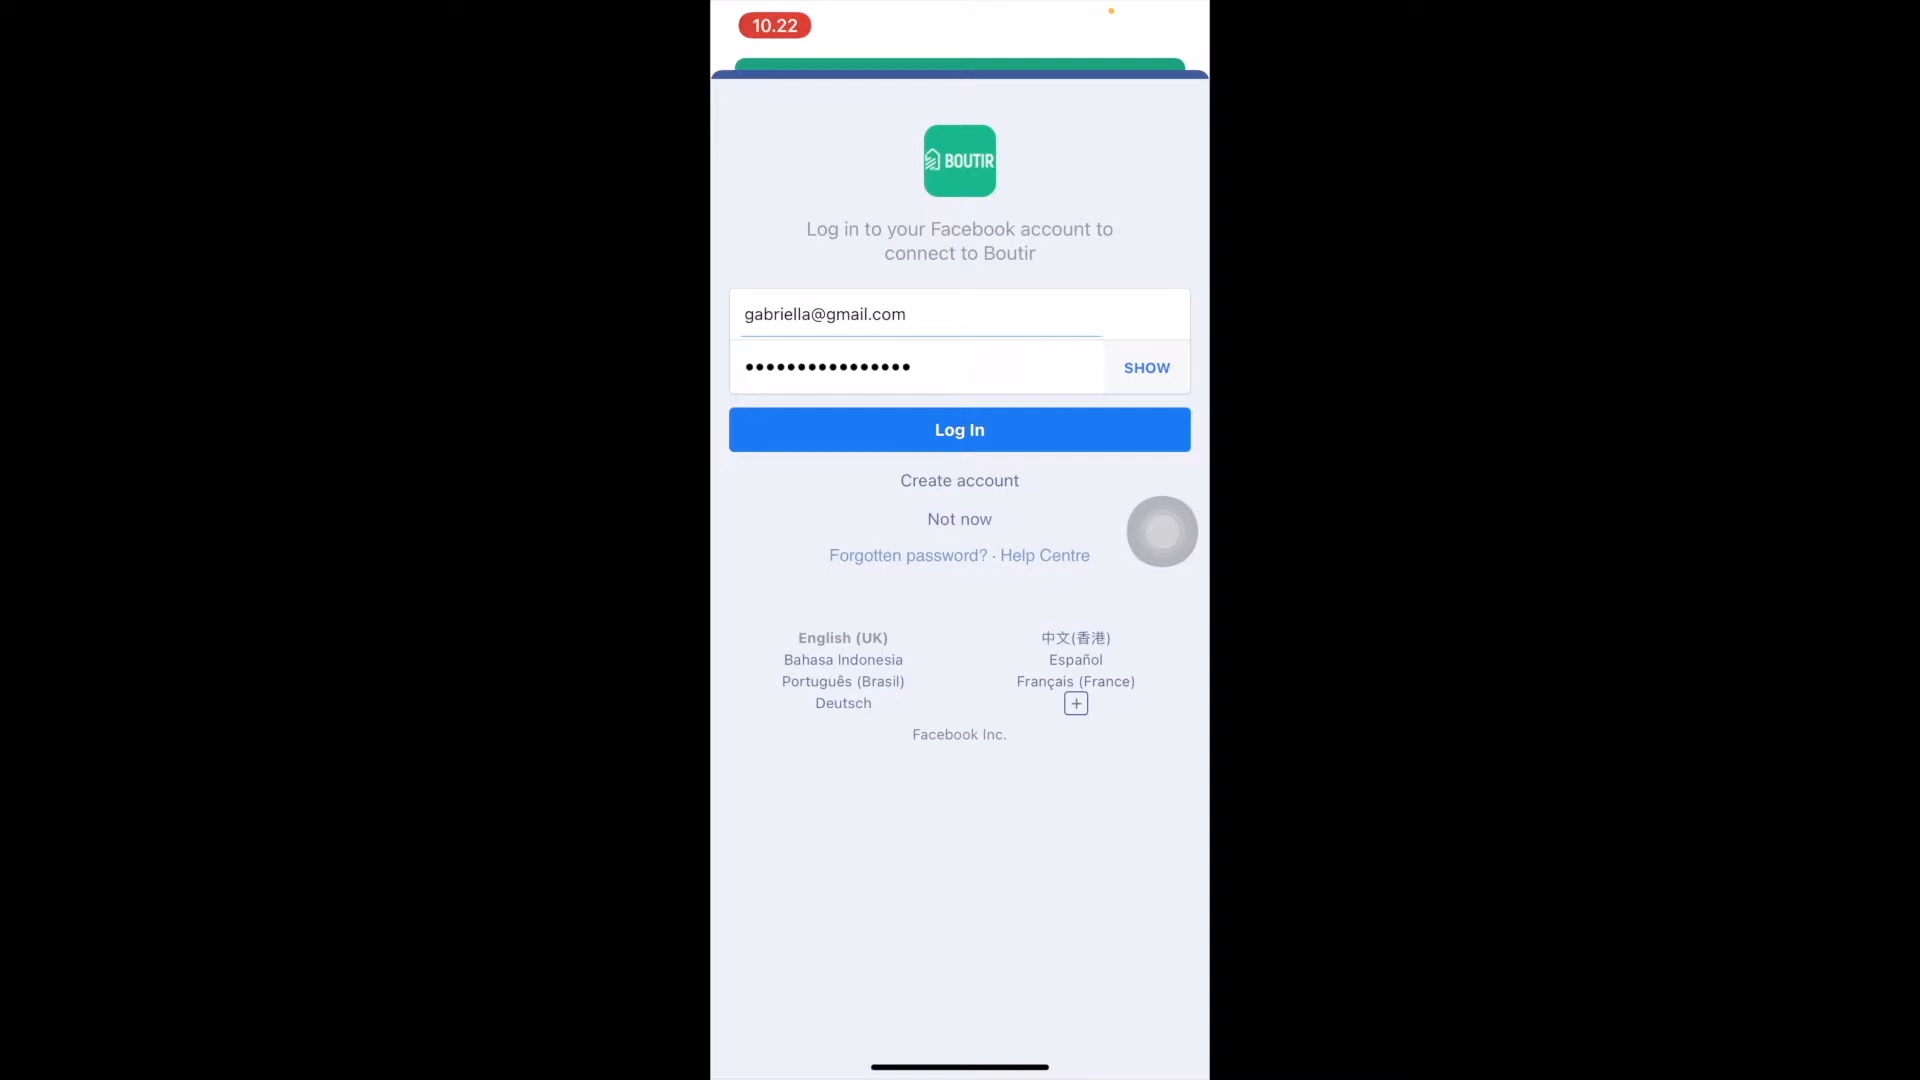 10.22
BOUTIR
Log in to your Facebook account to
connect to Boutir
gabriella@gmail.com
●●●●●●●●●●●●●●●● SHOW
Log In
Create account
Not now
Forgotten password? · Help Centre
English (UK) 中文(香港)
Bahasa Indonesia Español
Português (Brasil) Français (France)
Deutsch +
Facebook Inc.